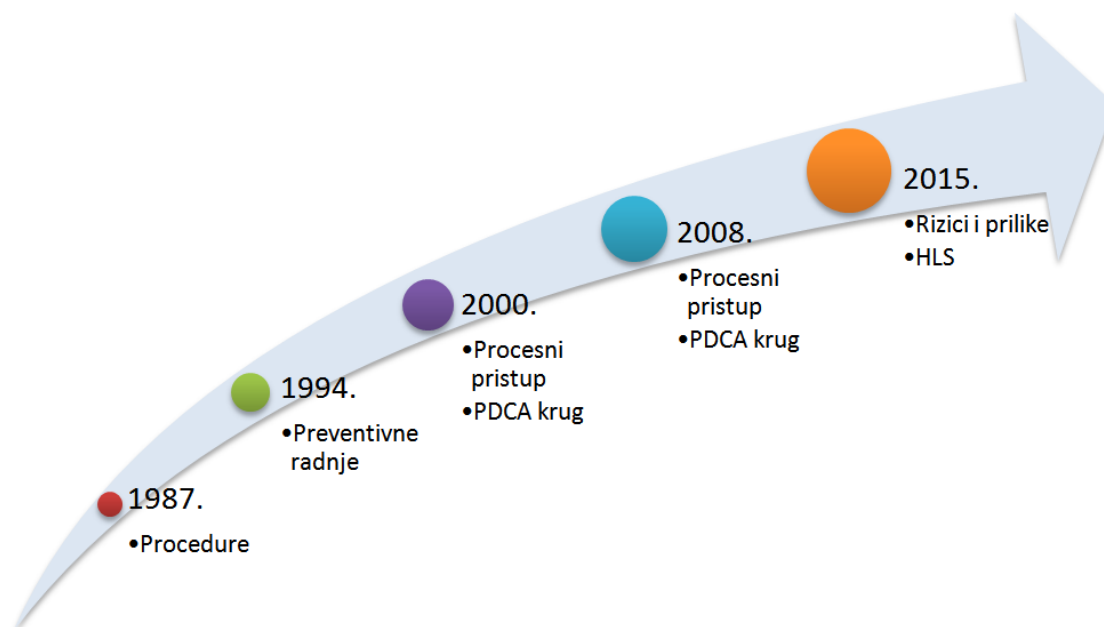 1987.
•Procedure
1994.
•Preventivne
radnje
2000.
•Procesni
pristup
•PDCA krug
2008.
•Procesni
pristup
•PDCA krug
2015.
•Rizici i prilike
•HLS